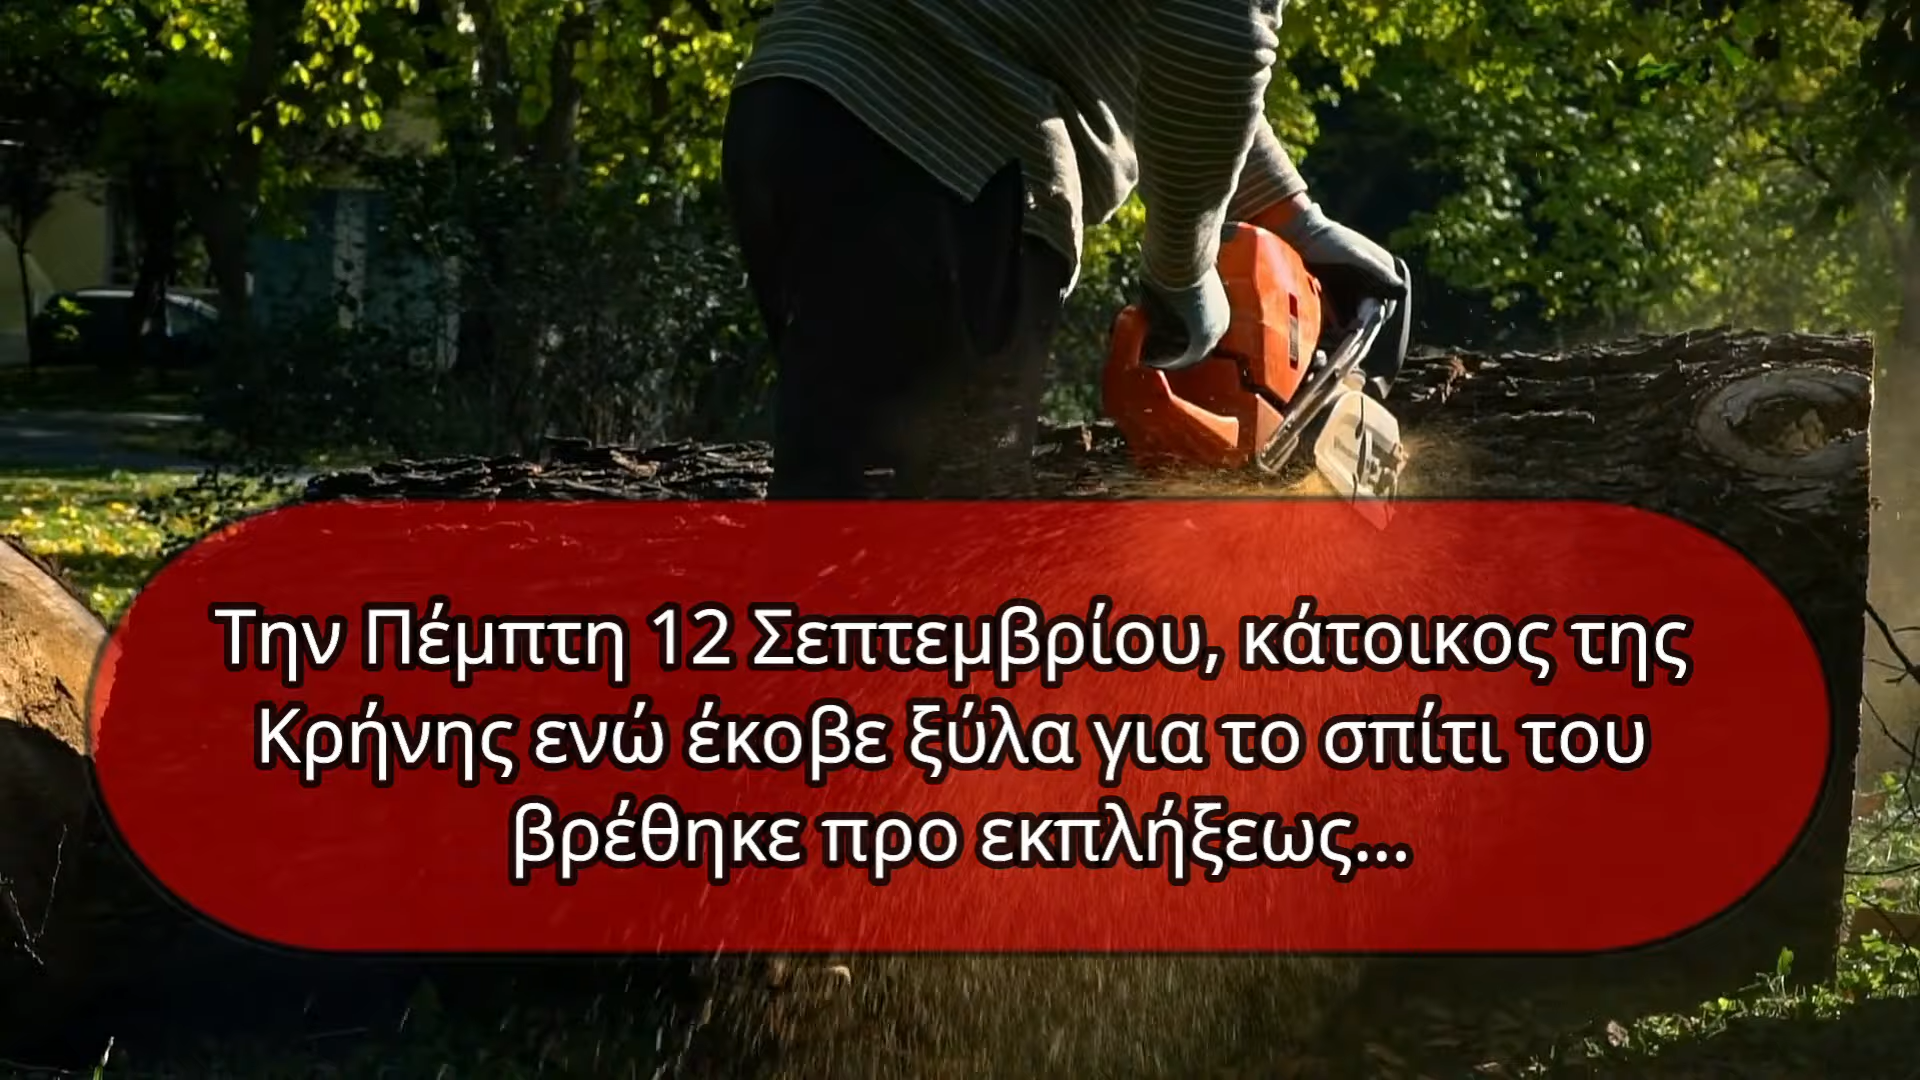 Την Πέμπτη 12 Σεπτεμβρίου, κάτοικος της
Κρήνης ενώ έκοβε ξύλα για το σπίτι του
βρέθηκε προ εκπλήξεως...